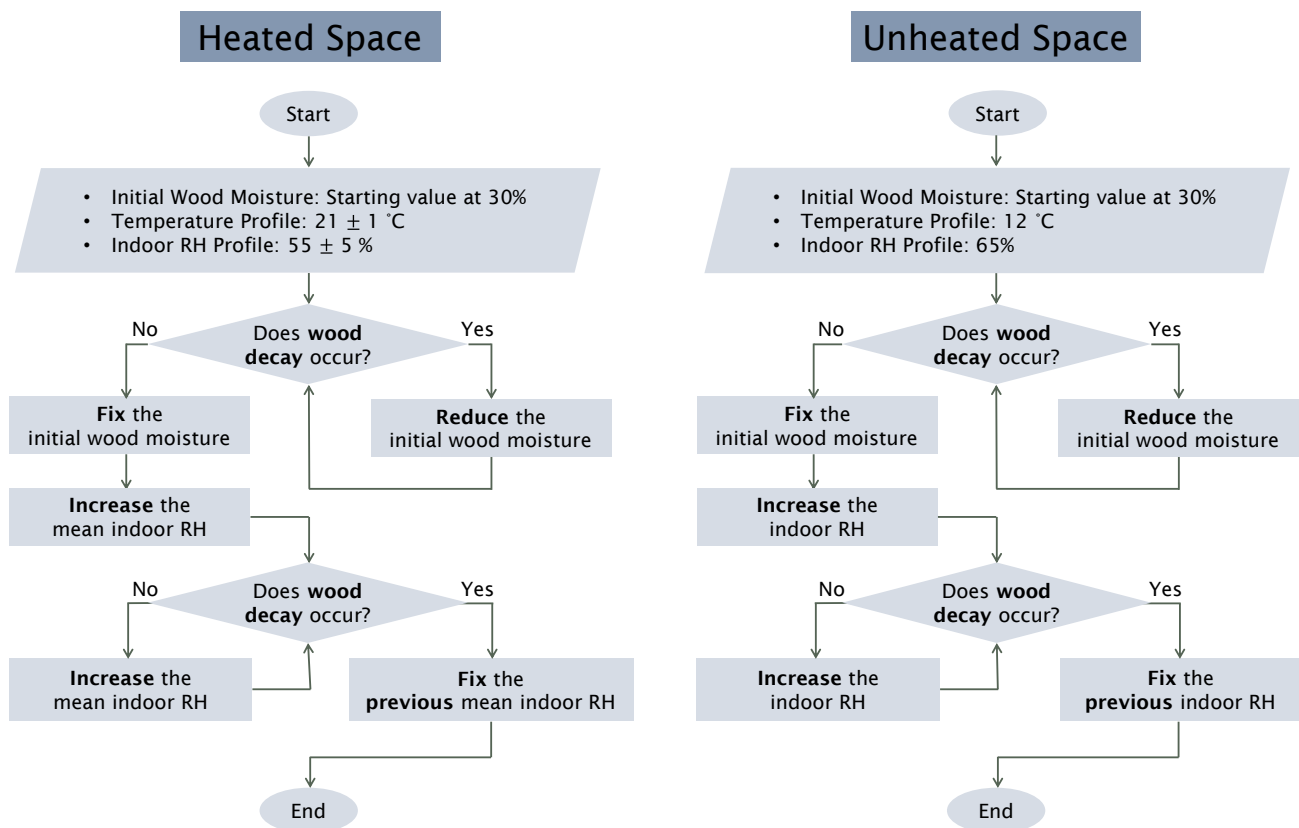 Heated Space
Start
• Initial Wood Moisture: Starting value at 30%
• Temperature Profile: 21 ± 1 ˚C
• Indoor RH Profile: 55 ± 5 %
Does wood
decay occur?
No
Yes
Fix the
initial wood moisture
Reduce the
initial wood moisture
Increase the
mean indoor RH
Does wood
decay occur?
No
Yes
Increase the
mean indoor RH
Fix the
previous mean indoor RH
End
Unheated Space
Start
• Initial Wood Moisture: Starting value at 30%
• Temperature Profile: 12 ˚C
• Indoor RH Profile: 65%
Does wood
decay occur?
No
Yes
Fix the
initial wood moisture
Reduce the
initial wood moisture
Increase the
indoor RH
Does wood
decay occur?
No
Yes
Increase the
indoor RH
Fix the
previous indoor RH
End